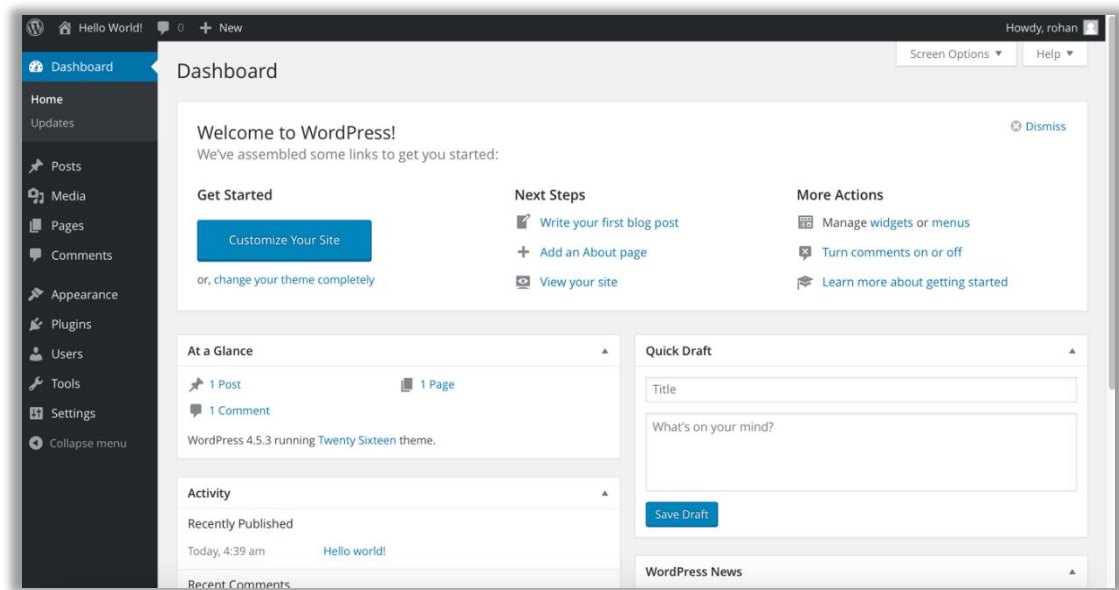 Hello World! 0 New Howdy, rohan
Screen Options Help
Dashboard
Home
Updates
Posts
Media
Pages
Comments
Appearance
Plugins
Users
Tools
Settings
Collapse menu
Dashboard
Welcome to WordPress!
Dismiss
We've assembled some links to get you started:
Get Started
Customize Your Site
or, change your theme completely
Next Steps
Write your first blog post
Add an About page
View your site
More Actions
Manage widgets or menus
Turn comments on or off
Learn more about getting started
At a Glance
1 Post 1 Page
1 Comment
WordPress 4.5.3 running Twenty Sixteen theme.
Activity
Recently Published
Today, 4:39 am Hello world!
Recent Comments
Quick Draft
Title
What's on your mind?
Save Draft
WordPress News